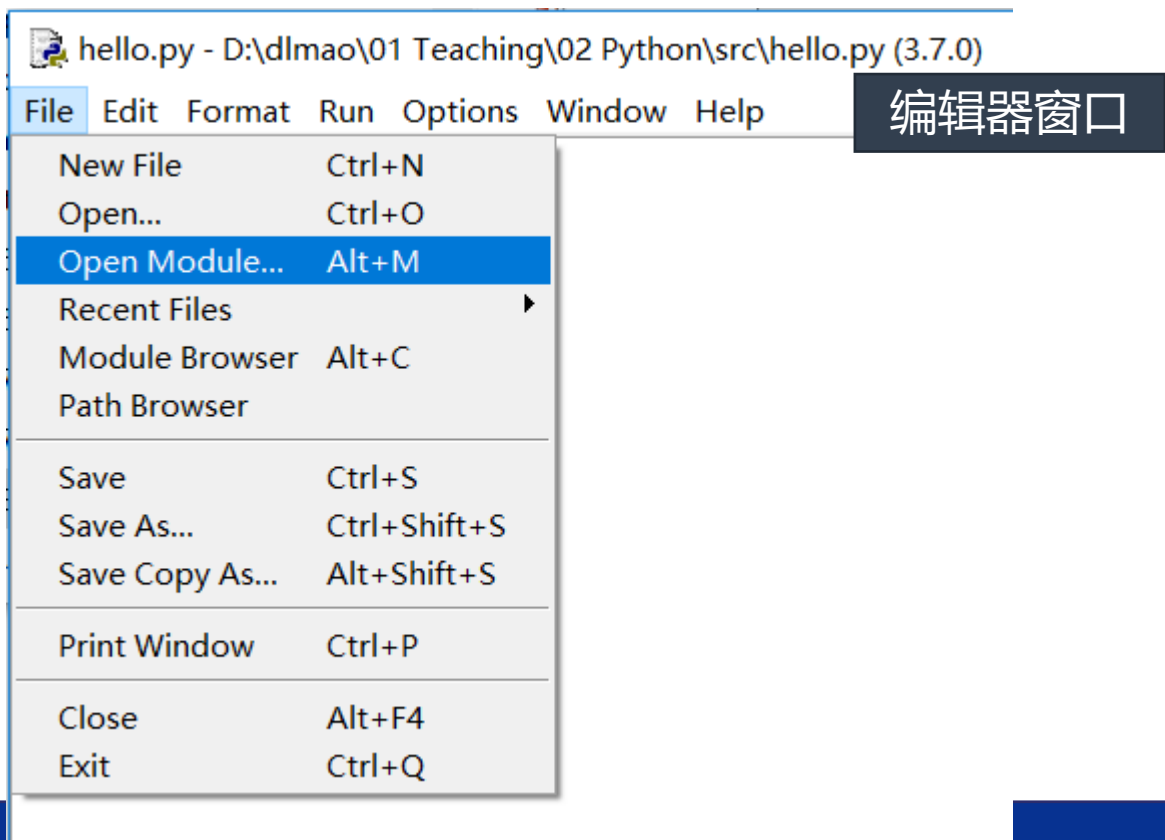 hello.py - D:\dlmao\01 Teaching\02 Python\src\hello.py (3.7.0)
File Edit Format Run Options Window Help
编辑器窗口
New File Ctrl+N
Open... Ctrl+O
Open Module... Alt+M
Recent Files
Module Browser Alt+C
Path Browser
Save Ctrl+S
Save As... Ctrl+Shift+S
Save Copy As... Alt+Shift+S
Print Window Ctrl+P
Close Alt+F4
Exit Ctrl+Q